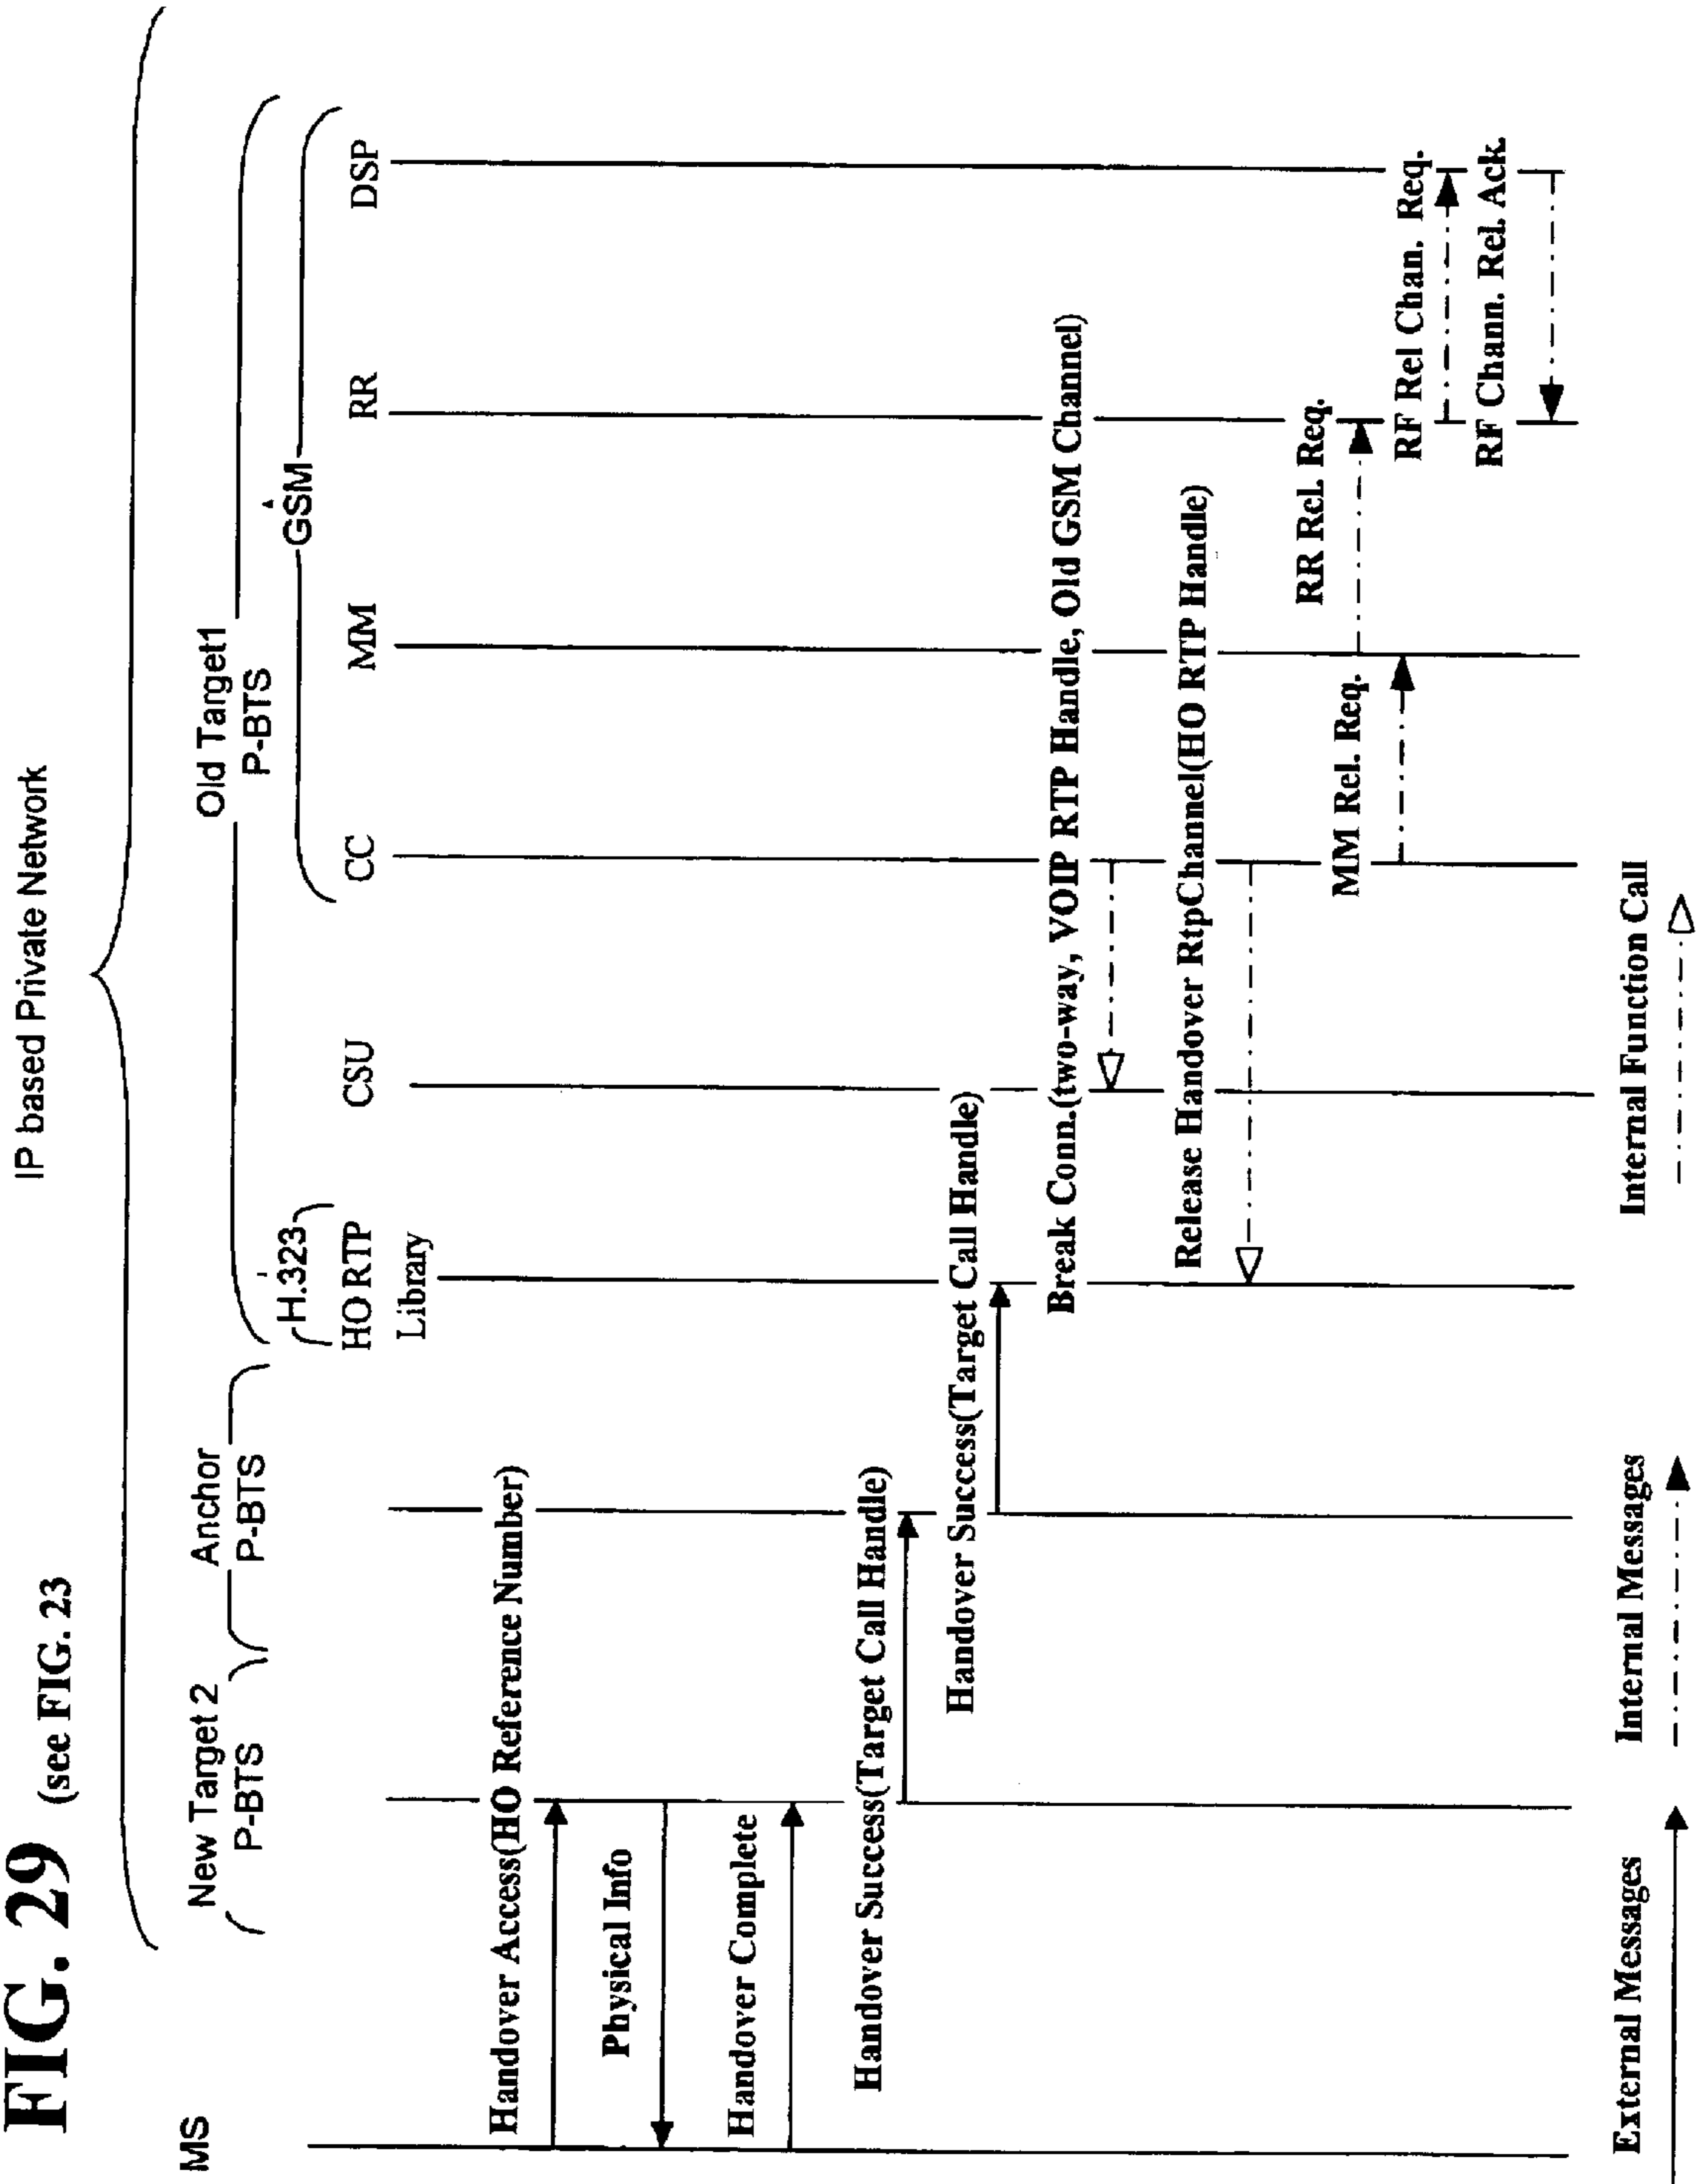 FIG. 29 (see FIG. 23
IP based Private Network
MS
New Target 2
P-BTS
Anchor
P-BTS
Old Target1
P-BTS
H.323
HO RTP
Library
CSU
GSM
CC
MM
RR
DSP
Handover Access(HO Reference Number)
Physical Info
Handover Complete
Handover Success(Target Call Handle)
Handover Success(Target Call Handle)
Break Conn.(two-way, VOIP RTP Handle, Old GSM Channel)
Release Handover RtpChannel(HO RTP Handle)
MM Rel. Req.
RR Rel. Req.
RF Rel Chan. Req.
RF Chann. Rel. Ack.
External Messages
Internal Messages
Internal Function Call